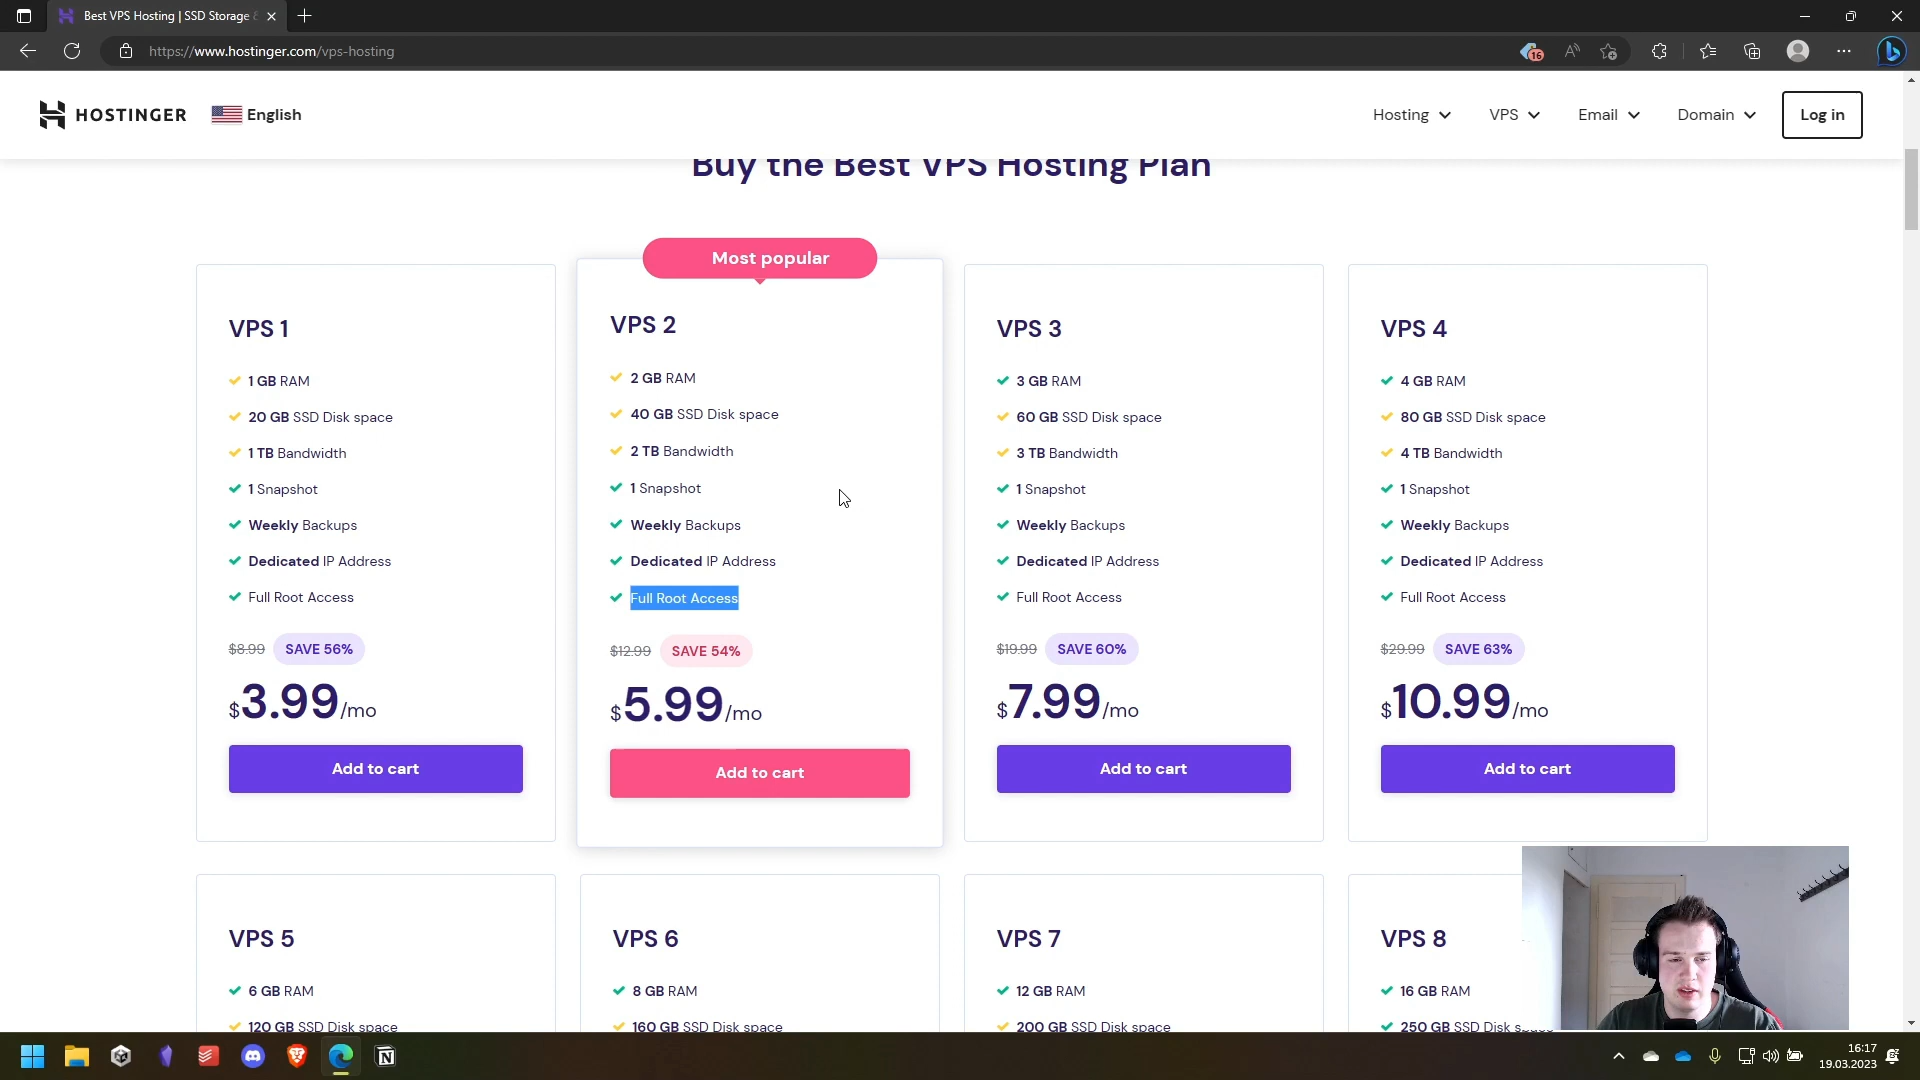 Best VPS Hosting | SSD Storage
https://www.hostinger.com/vps-hosting
16
HOSTINGER
English
Hosting
VPS
Email
Domain
Log in
Buy the Best VPS Hosting Plan
Most popular
VPS 1
1 GB RAM
20 GB SSD Disk space
1 TB Bandwidth
1 Snapshot
Weekly Backups
Dedicated IP Address
Full Root Access
$8.99 SAVE 56%
$3.99/mo
Add to cart
VPS 2
2 GB RAM
40 GB SSD Disk space
2 TB Bandwidth
1 Snapshot
Weekly Backups
Dedicated IP Address
Full Root Access
$12.99 SAVE 54%
$5.99/mo
Add to cart
VPS 3
3 GB RAM
60 GB SSD Disk space
3 TB Bandwidth
1 Snapshot
Weekly Backups
Dedicated IP Address
Full Root Access
$19.99 SAVE 60%
$7.99/mo
Add to cart
VPS 4
4 GB RAM
80 GB SSD Disk space
4 TB Bandwidth
1 Snapshot
Weekly Backups
Dedicated IP Address
Full Root Access
$29.99 SAVE 63%
$10.99/mo
Add to cart
VPS 5
6 GB RAM
120 GB SSD Disk space
VPS 6
8 GB RAM
160 GB SSD Disk space
VPS 7
12 GB RAM
200 GB SSD Disk space
VPS 8
16 GB RAM
250 GB SSD Disk
16:17
19.03.2023